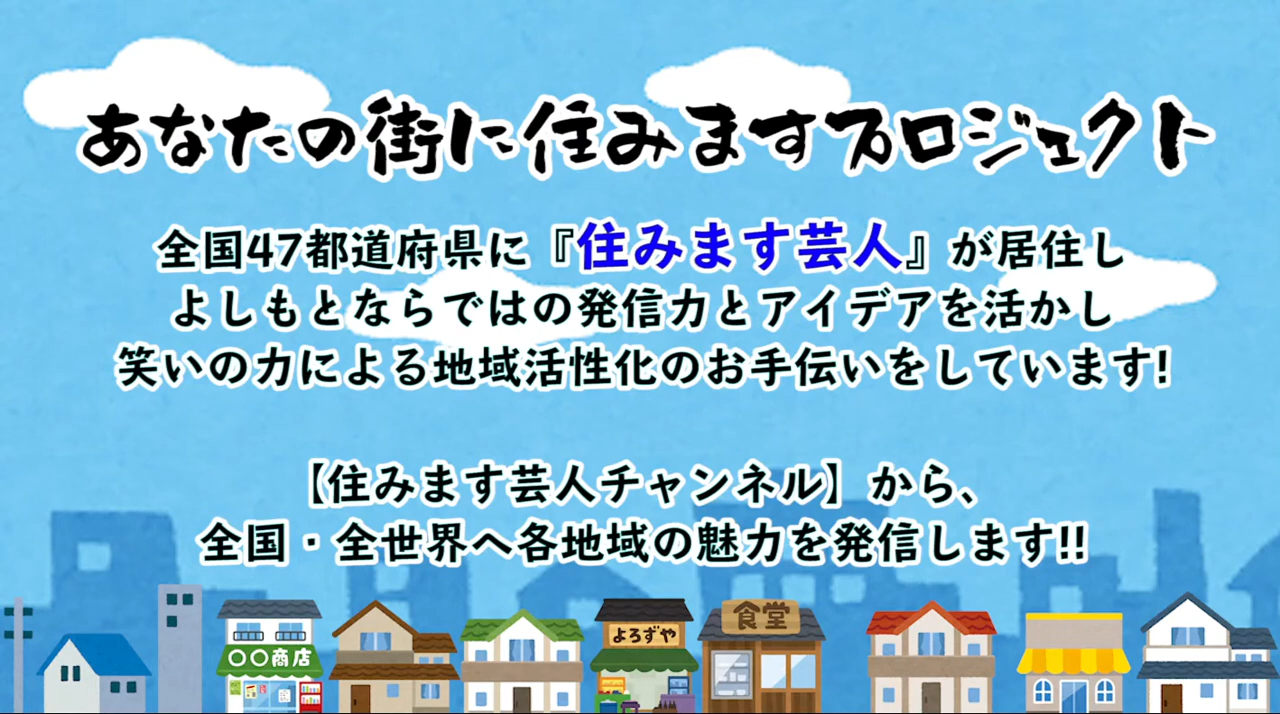 あなたの街に住みますプロジェクト
全国47都道府県に『住みます芸人』が居住し
よしもとならではの発信力とアイデアを活かし
笑いの力による地域活性化のお手伝いをしています!
【住みます芸人チャンネル】から、
全国・全世界へ各地域の魅力を発信します!!
〇〇商店
よろずや
食堂